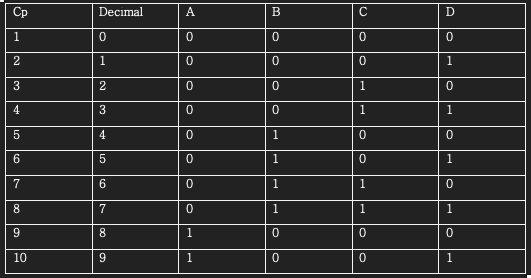 Cp Decimal A B C D
1 0 0 0 0 0
2 1 0 0 0 1
3 2 0 0 1 0
4 3 0 0 1 1
5 4 0 1 0 0
6 5 0 1 0 1
7 6 0 1 1 0
8 7 0 1 1 1
9 8 1 0 0 0
10 9 1 0 0 1